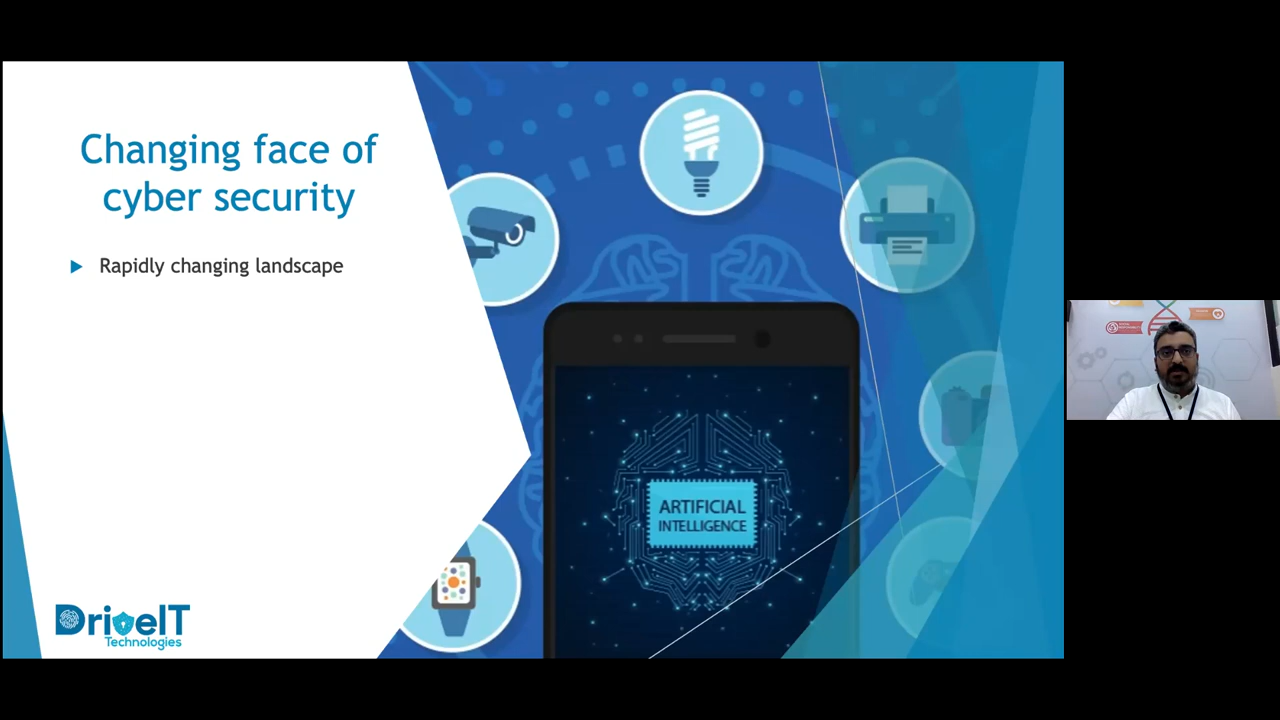 Changing face of
cyber security
Rapidly changing landscape
ARTIFICIAL
INTELLIGENCE
DriveIT
Technologies